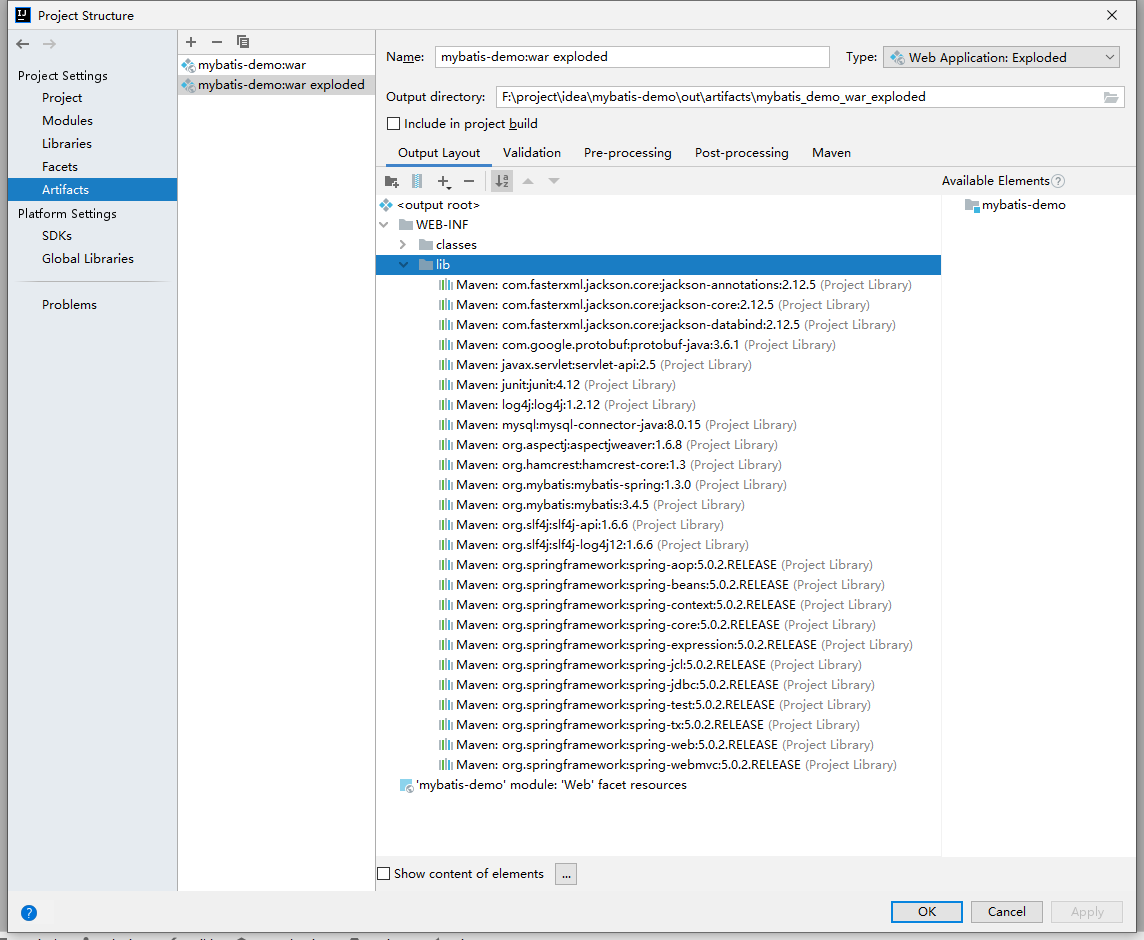 Project Structure
Project Settings
Project
Modules
Libraries
Facets
Artifacts
Platform Settings
SDKs
Global Libraries
Problems
mybatis-demo:war
mybatis-demo:war exploded
Name: mybatis-demo:war exploded Type: Web Application: Exploded
Output directory: F:\project\idea\mybatis-demo\out\artifacts\mybatis_demo_war_exploded
Include in project build
Output Layout Validation Pre-processing Post-processing Maven
Available Elements ?
mybatis-demo
<output root>
WEB-INF
classes
lib
Maven: com.fasterxml.jackson.core:jackson-annotations:2.12.5 (Project Library)
Maven: com.fasterxml.jackson.core:jackson-core:2.12.5 (Project Library)
Maven: com.fasterxml.jackson.core:jackson-databind:2.12.5 (Project Library)
Maven: com.google.protobuf:protobuf-java:3.6.1 (Project Library)
Maven: javax.servlet:servlet-api:2.5 (Project Library)
Maven: junit:junit:4.12 (Project Library)
Maven: log4j:log4j:1.2.12 (Project Library)
Maven: mysql:mysql-connector-java:8.0.15 (Project Library)
Maven: org.aspectj:aspectjweaver:1.6.8 (Project Library)
Maven: org.hamcrest:hamcrest-core:1.3 (Project Library)
Maven: org.mybatis:mybatis-spring:1.3.0 (Project Library)
Maven: org.mybatis:mybatis:3.4.5 (Project Library)
Maven: org.slf4j:slf4j-api:1.6.6 (Project Library)
Maven: org.slf4j:slf4j-log4j12:1.6.6 (Project Library)
Maven: org.springframework:spring-aop:5.0.2.RELEASE (Project Library)
Maven: org.springframework:spring-beans:5.0.2.RELEASE (Project Library)
Maven: org.springframework:spring-context:5.0.2.RELEASE (Project Library)
Maven: org.springframework:spring-core:5.0.2.RELEASE (Project Library)
Maven: org.springframework:spring-expression:5.0.2.RELEASE (Project Library)
Maven: org.springframework:spring-jcl:5.0.2.RELEASE (Project Library)
Maven: org.springframework:spring-jdbc:5.0.2.RELEASE (Project Library)
Maven: org.springframework:spring-test:5.0.2.RELEASE (Project Library)
Maven: org.springframework:spring-tx:5.0.2.RELEASE (Project Library)
Maven: org.springframework:spring-web:5.0.2.RELEASE (Project Library)
Maven: org.springframework:spring-webmvc:5.0.2.RELEASE (Project Library)
'mybatis-demo' module: 'Web' facet resources
Show content of elements ...
? OK Cancel Apply